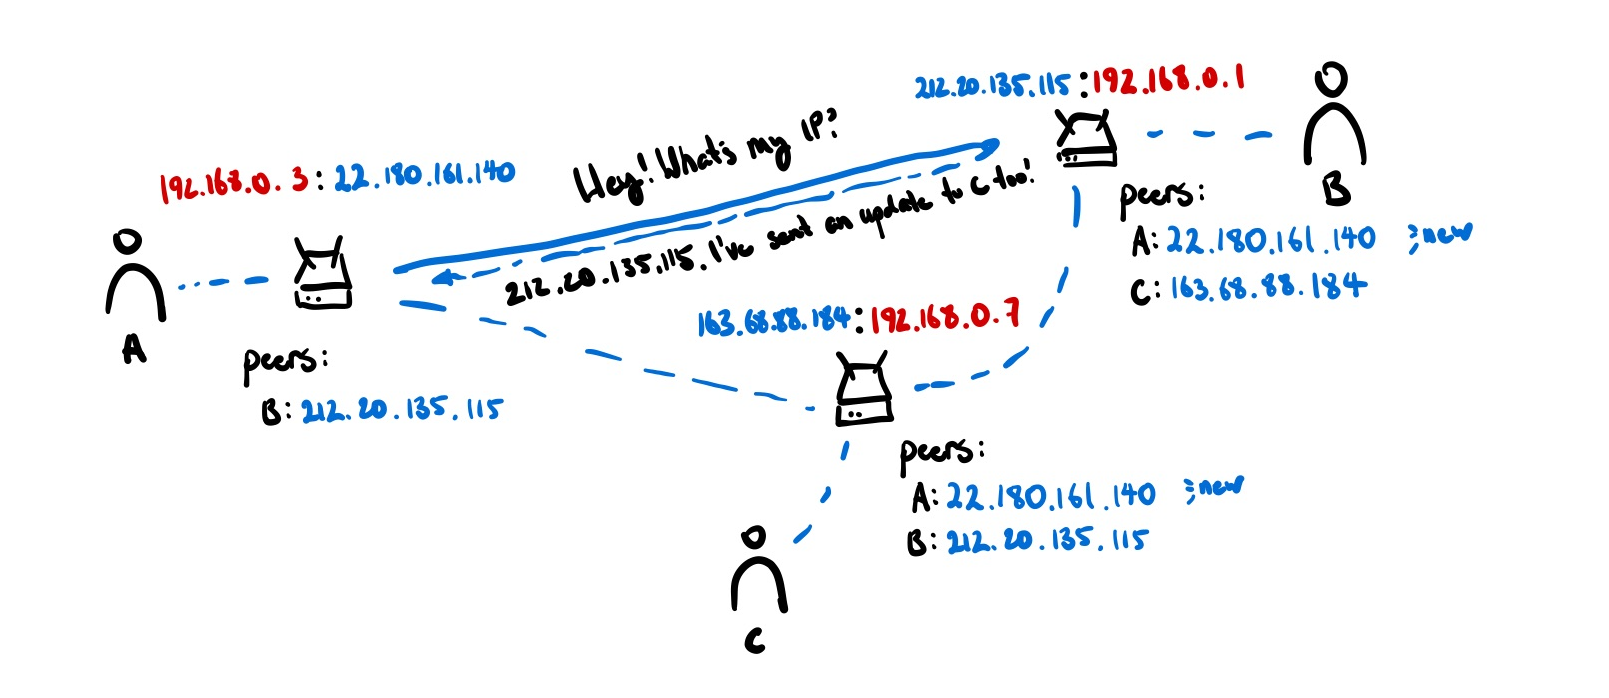 212.20.135.115:192.168.0.1
Hey! What's my IP?
192.168.0.3:22.180.161.140
212.20.135.115. I've sent an update to C too!
B
peers:
A: 22.180.161.140 ;new
C: 163.68.88.184
163.68.88.184:192.168.0.7
A
peers:
B: 212.20.135.115
peers:
A: 22.180.161.140 ;new
B: 212.20.135.115
C